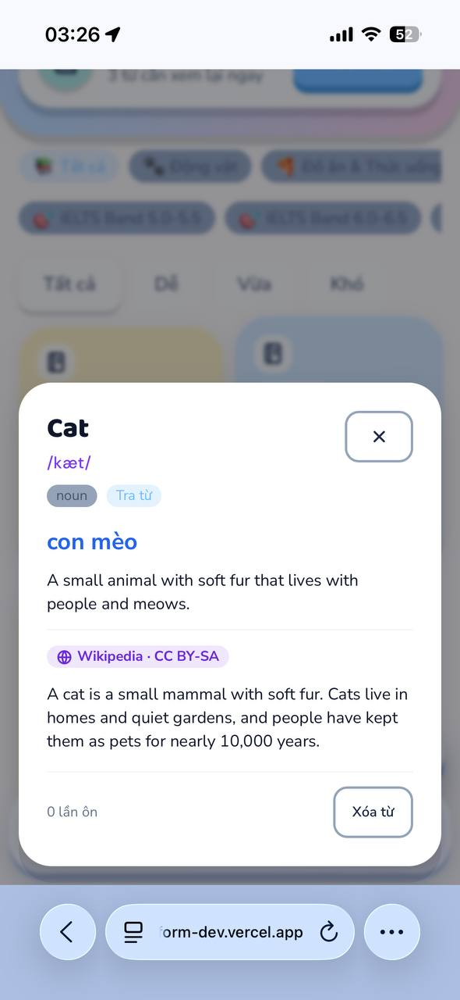 03:26
52
3 từ cần xem lại ngay
Tất cả
Động vật
Đồ ăn & Thức uống
IELTS Band 5.0-5.5
IELTS Band 6.0-6.5
Tất cả
Dễ
Vừa
Khó
Cat
/kæt/
noun
Tra từ
con mèo
A small animal with soft fur that lives with
people and meows.
Wikipedia · CC BY-SA
A cat is a small mammal with soft fur. Cats live in
homes and quiet gardens, and people have kept
them as pets for nearly 10,000 years.
0 lần ôn
Xóa từ
orm-dev.vercel.app